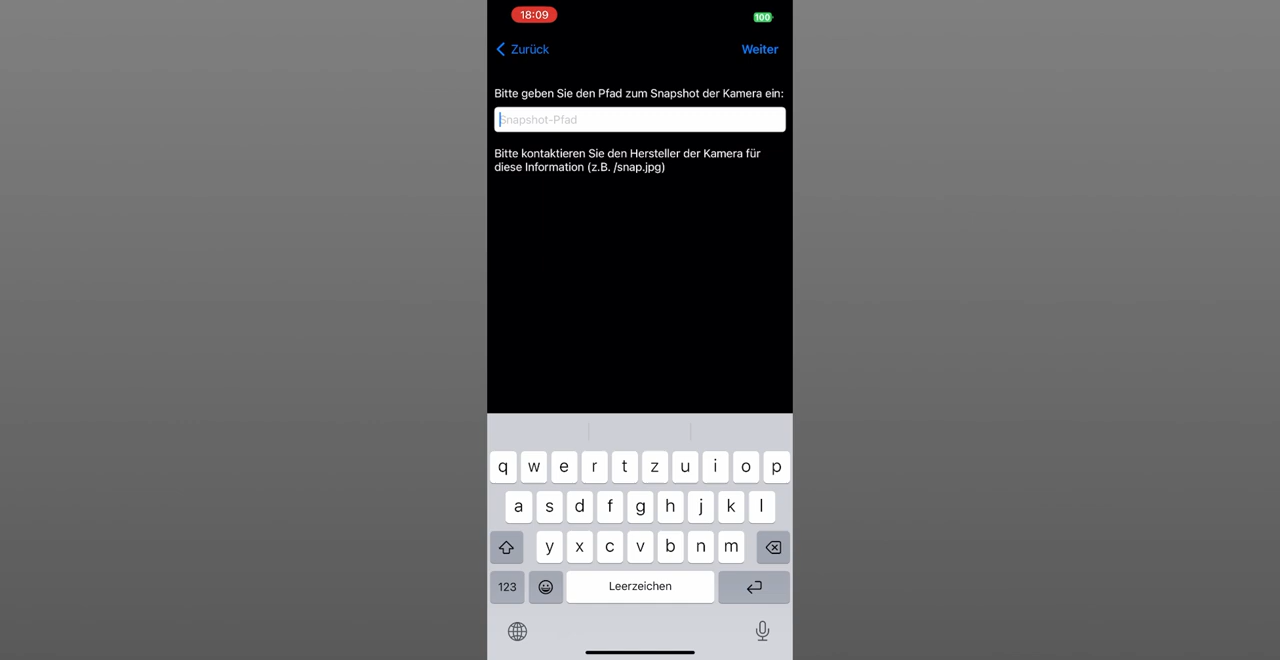 18:09
100
Zurück
Weiter
Bitte geben Sie den Pfad zum Snapshot der Kamera ein:
Snapshot-Pfad
Bitte kontaktieren Sie den Hersteller der Kamera für
diese Information (z.B. /snap.jpg)
q w e r t z u i o p
a s d f g h j k l
y x c v b n m
123
Leerzeichen